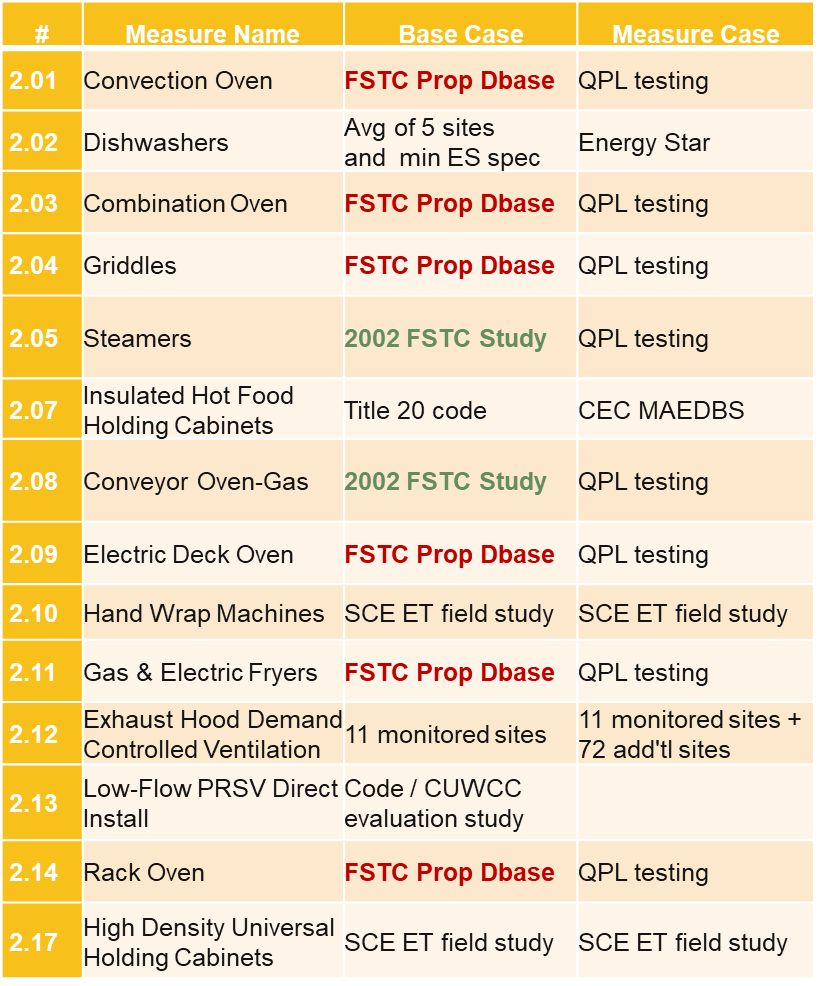 # Measure Name Base Case Measure Case
2.01 Convection Oven FSTC Prop Dbase QPL testing
2.02 Dishwashers Avg of 5 sites
and min ES spec Energy Star
2.03 Combination Oven FSTC Prop Dbase QPL testing
2.04 Griddles FSTC Prop Dbase QPL testing
2.05 Steamers 2002 FSTC Study QPL testing
2.07 Insulated Hot Food
Holding Cabinets Title 20 code CEC MAEDBS
2.08 Conveyor Oven-Gas 2002 FSTC Study QPL testing
2.09 Electric Deck Oven FSTC Prop Dbase QPL testing
2.10 Hand Wrap Machines SCE ET field study SCE ET field study
2.11 Gas & Electric Fryers FSTC Prop Dbase QPL testing
2.12 Exhaust Hood Demand
Controlled Ventilation 11 monitored sites 11 monitored sites +
72 add'tl sites
2.13 Low-Flow PRSV Direct
Install Code / CUWCC
evaluation study
2.14 Rack Oven FSTC Prop Dbase QPL testing
2.17 High Density Universal
Holding Cabinets SCE ET field study SCE ET field study